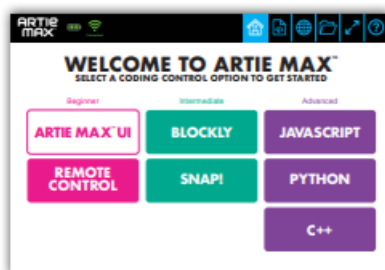 ARTIE
MAX
WELCOME TO ARTIE MAX™
SELECT A CODING CONTROL OPTION TO GET STARTED
Beginner Intermediate Advanced
ARTIE MAX™ UI BLOCKLY JAVASCRIPT
REMOTE CONTROL SNAP! PYTHON
C++